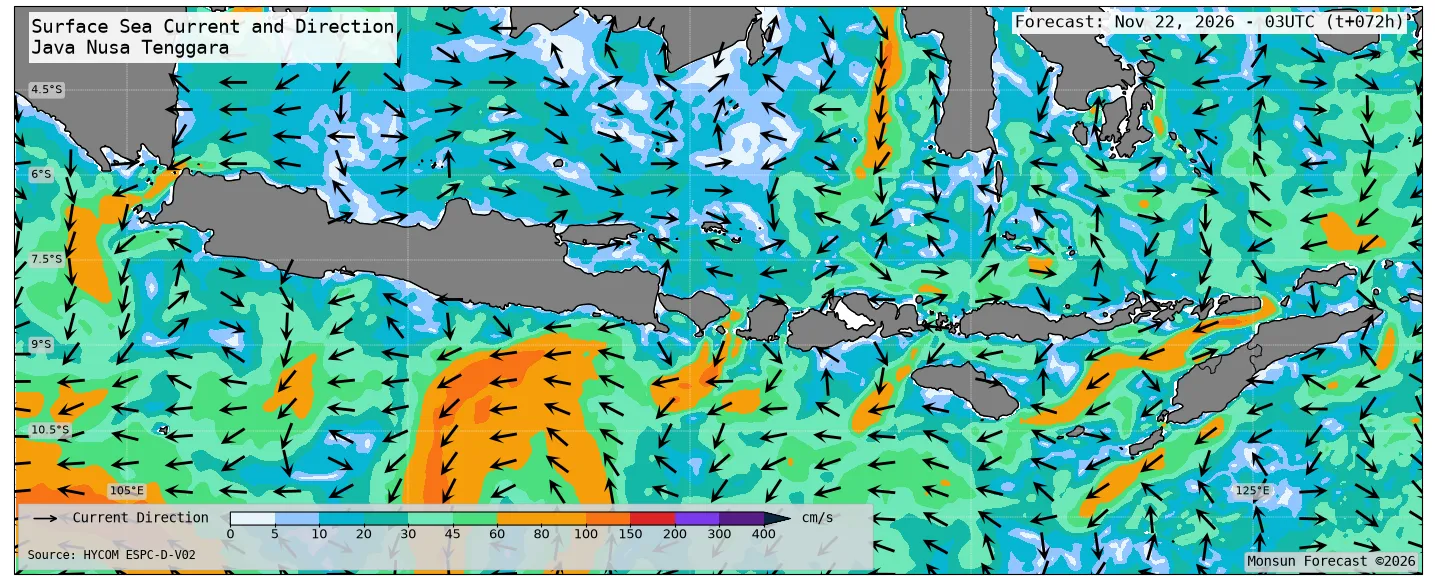 Surface Sea Current and Direction
Java Nusa Tenggara
Forecast: Nov 22, 2026 - 03UTC (t+072h)
4.5°S
6°S
7.5°S
9°S
10.5°S
105°E
125°E
Current Direction
0 5 10 20 30 45 60 80 100 150 200 300 400 cm/s
Source: HYCOM ESPC-D-V02
Monsun Forecast ©2026